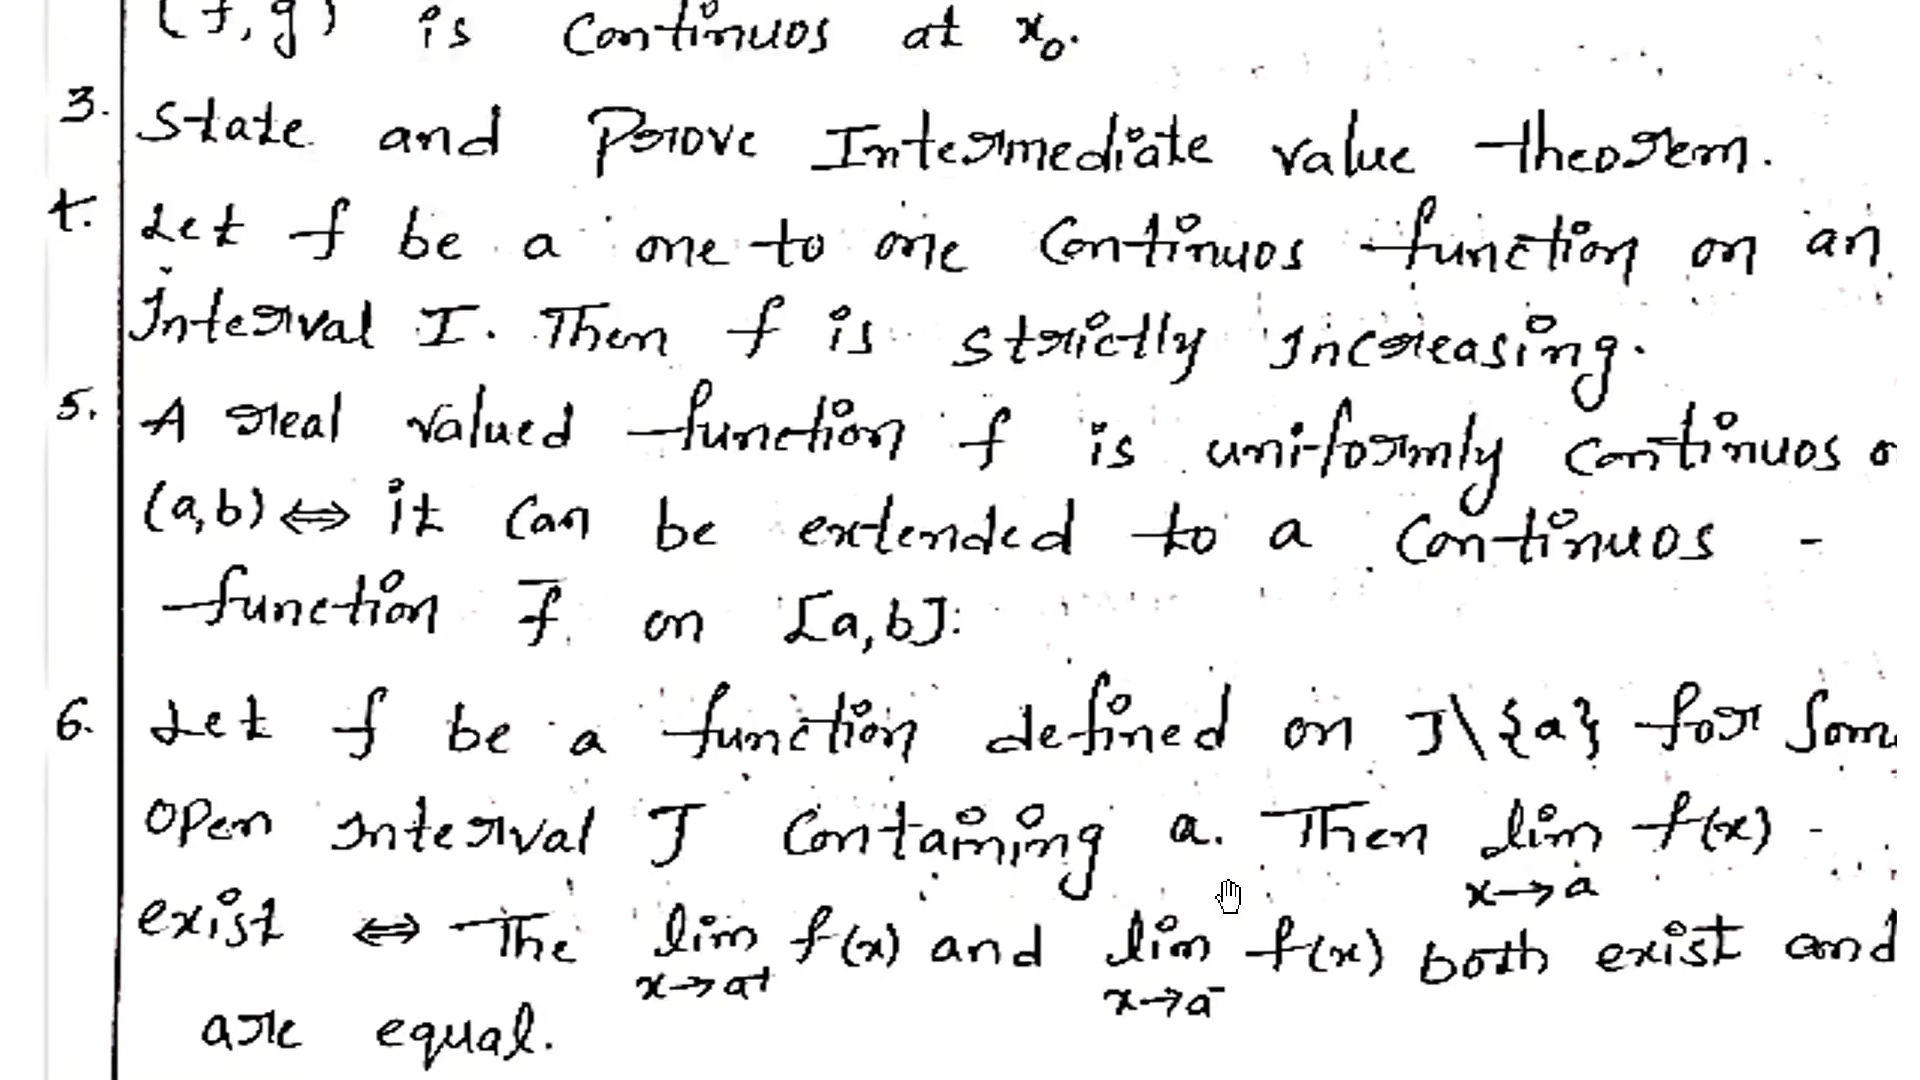 (f, g) is Continuos at x₀.
3. State and Prove Intermediate value theorem.
4. Let f be a one to one Continuos function on an
Interval I. Then f is strictly increasing.
5. A real valued function f is uniformly Continuos
(a,b) ⇔ it can be extended to a Continuos -
function f̅ on [a,b].
6. Let f be a function defined on J\{a} for Som
open interval J Containing a. Then lim f(x) -
x→a
exist ⇔ The lim f(x) and lim f(x) both exist and
x→a⁺ x→a⁻
are equal.